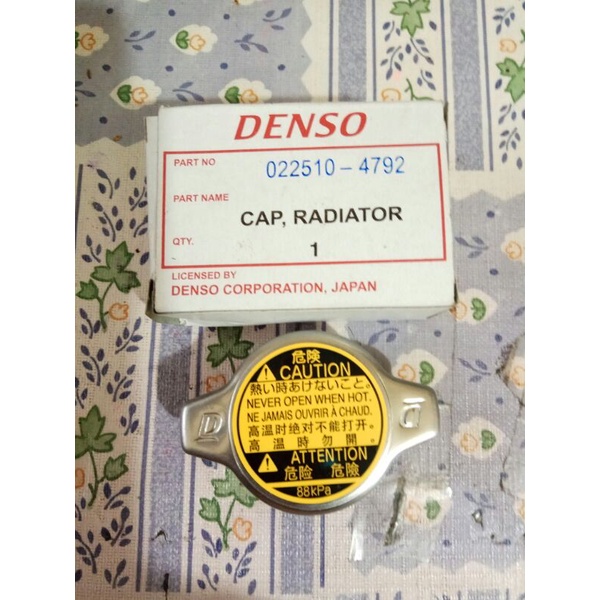 DENSO
PART NO 022510-4792
PART NAME
CAP, RADIATOR
QTY. 1
LICENSED BY
DENSO CORPORATION, JAPAN
危険
CAUTION
熱い時あけないこと。
NEVER OPEN WHEN HOT.
NE JAMAIS OUVRIR À CHAUD.
高温时绝对不能打开。
高溫時勿開。
ATTENTION
危险 危險
88kPa
D D